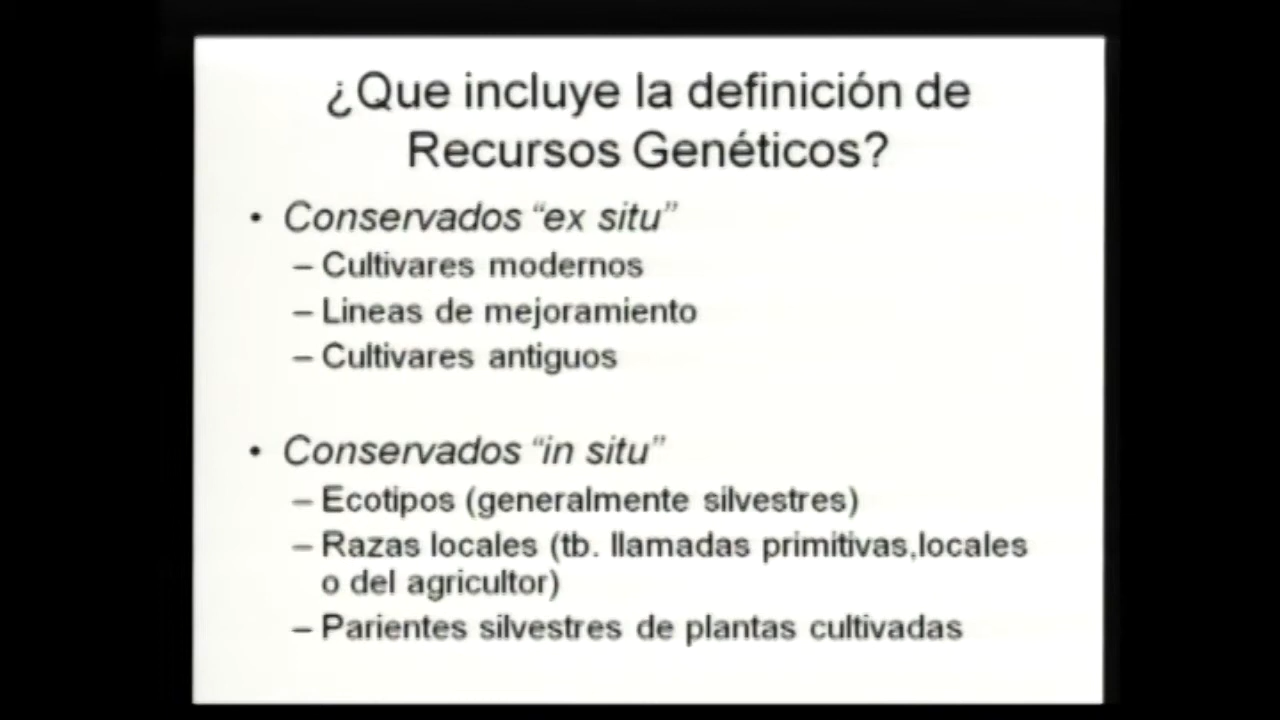 ¿Que incluye la definición de
Recursos Genéticos?
• Conservados “ex situ”
– Cultivares modernos
– Lineas de mejoramiento
– Cultivares antiguos
• Conservados “in situ”
– Ecotipos (generalmente silvestres)
– Razas locales (tb. llamadas primitivas,locales
o del agricultor)
– Parientes silvestres de plantas cultivadas